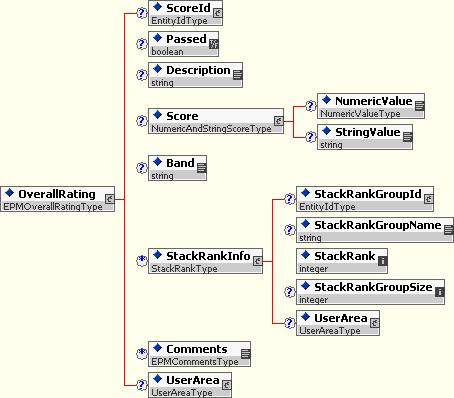 ScoreId
EntityIdType
Passed
boolean
Description
string
Score
NumericAndStringScoreType
NumericValue
NumericValueType
StringValue
string
Band
string
OverallRating
EPMOverallRatingType
StackRankInfo
StackRankType
StackRankGroupId
EntityIdType
StackRankGroupName
string
StackRank
integer
StackRankGroupSize
integer
UserArea
UserAreaType
Comments
EPMCommentsType
UserArea
UserAreaType